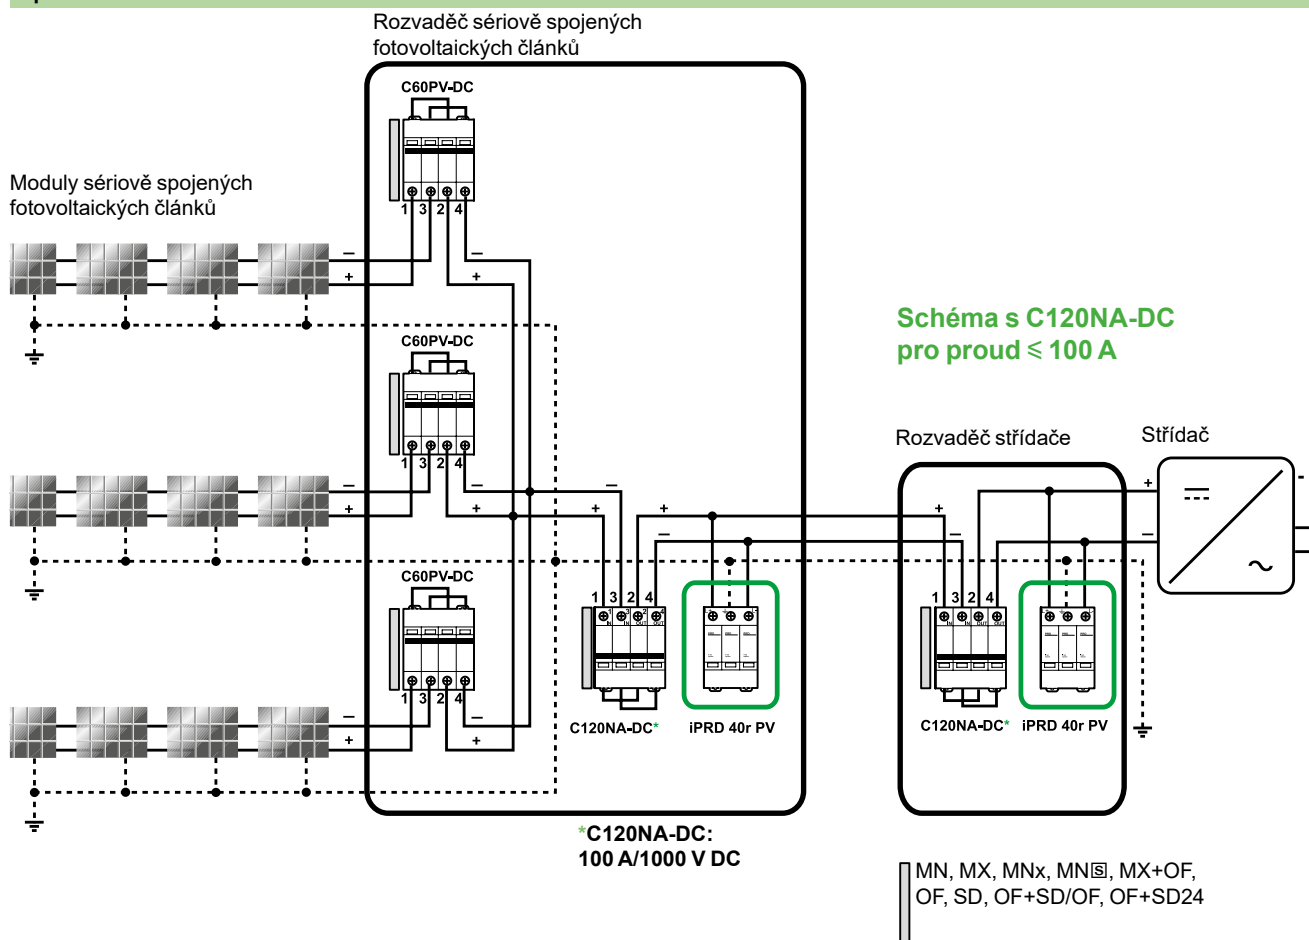 Rozvaděč sériově spojených
fotovoltaických článků
C60PV-DC
1 3 2 4
Moduly sériově spojených
fotovoltaických článků
–
+
–
+
C60PV-DC
1 3 2 4
–
+
–
+
–
+
C60PV-DC
1 3 2 4
–
+
–
+
Schéma s C120NA-DC
pro proud ⩽ 100 A
Rozvaděč střídače
Střídač
+
–
+
–
+
–
1 3 2 4
C120NA-DC*
iPRD 40r PV
1 3 2 4
C120NA-DC*
iPRD 40r PV
*C120NA-DC:
100 A/1000 V DC
MN, MX, MNx, MN🅂, MX+OF,
OF, SD, OF+SD/OF, OF+SD24